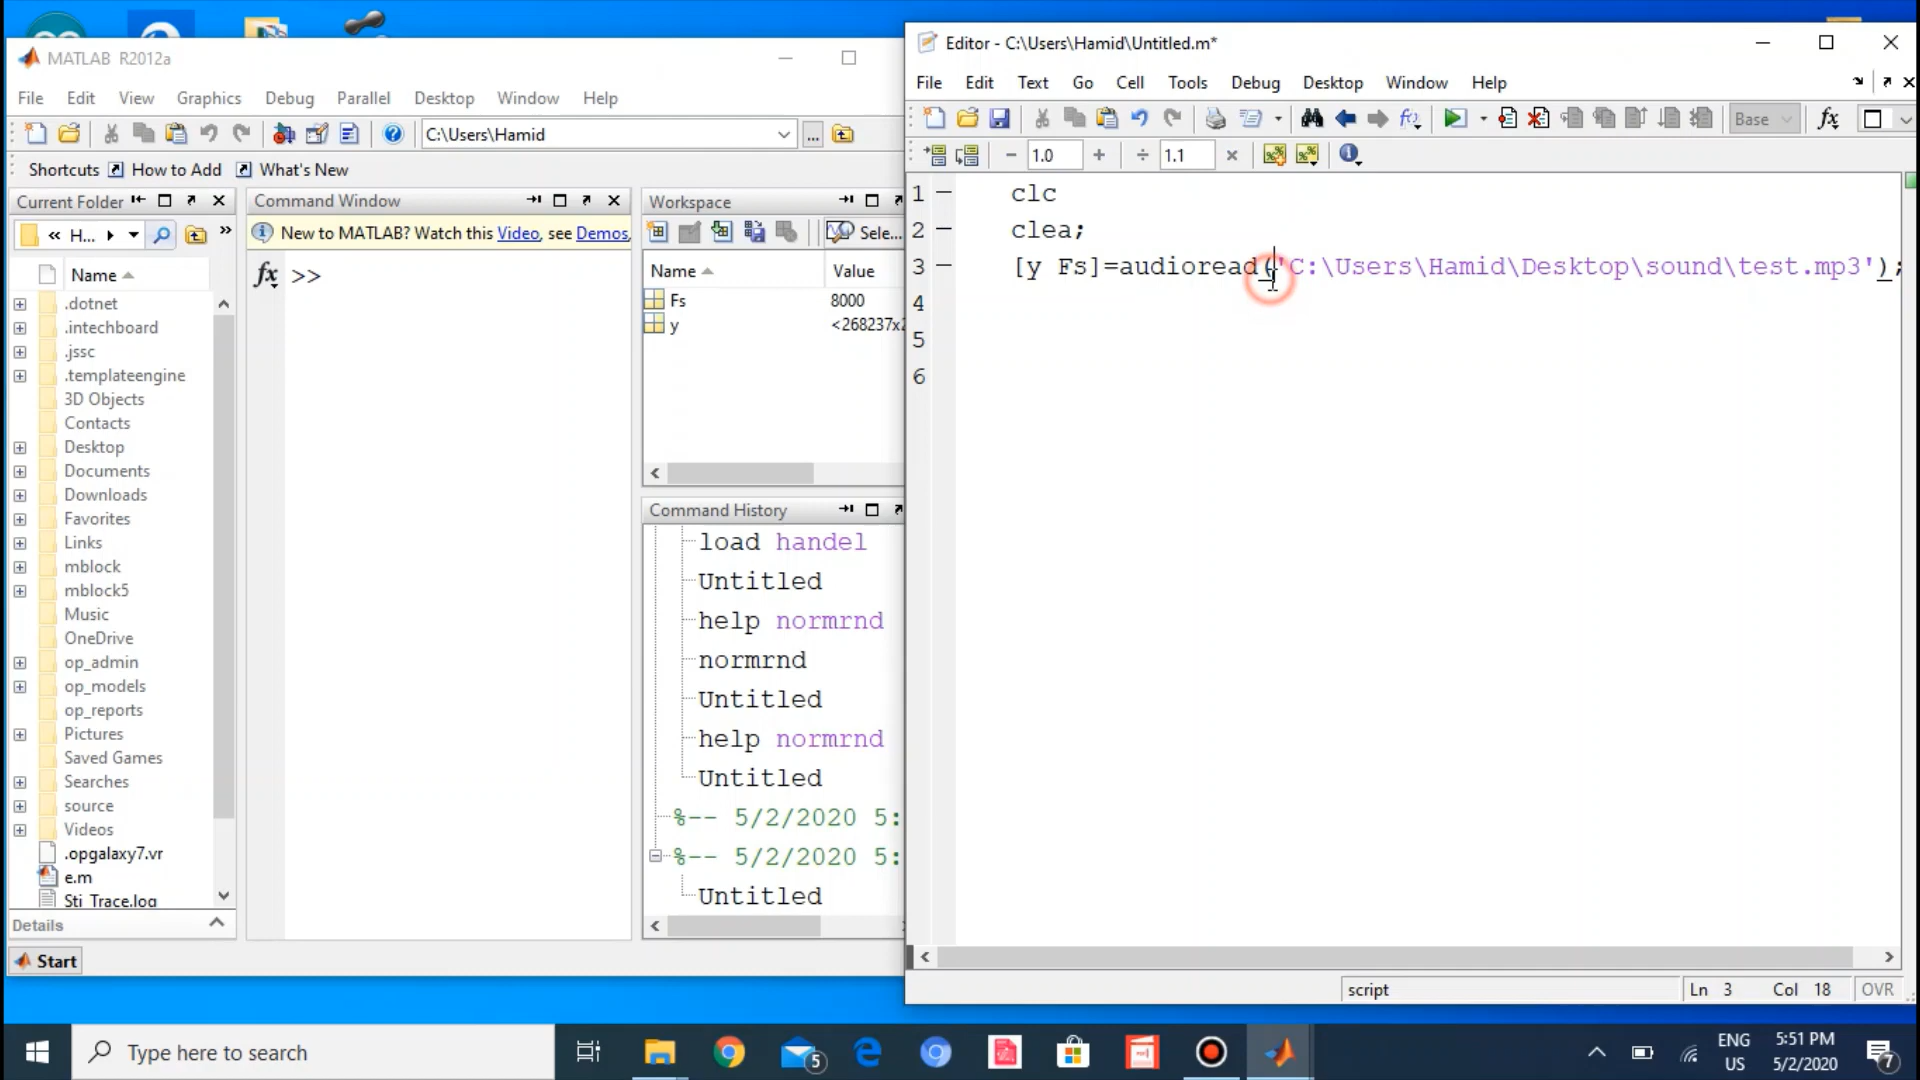 MATLAB R2012a
File Edit View Graphics Debug Parallel Desktop Window Help
C:\Users\Hamid
...
Shortcuts How to Add What's New
Current Folder
« H...
»
Name
.dotnet
.intechboard
.jssc
.templateengine
3D Objects
Contacts
Desktop
Documents
Downloads
Favorites
Links
mblock
mblock5
Music
OneDrive
op_admin
op_models
op_reports
Pictures
Saved Games
Searches
source
Videos
.opgalaxy7.vr
e.m
Sti_Trace.log
Details
Start
Command Window
New to MATLAB? Watch this Video, see Demos,
fx >>
Workspace
Sele...
Name Value
Fs 8000
y <268237x2
Command History
load handel
Untitled
help normrnd
normrnd
Untitled
help normrnd
Untitled
%-- 5/2/2020 5:
%-- 5/2/2020 5:
Untitled
Editor - C:\Users\Hamid\Untitled.m*
File Edit Text Go Cell Tools Debug Desktop Window Help
Base
fx
1.0
1.1
1 clc
2 clea;
3 [y Fs]=audioread('C:\Users\Hamid\Desktop\sound\test.mp3');
4
5
6
script
Ln 3 Col 18 OVR
Type here to search
5
ENG
US
5:51 PM
5/2/2020
7